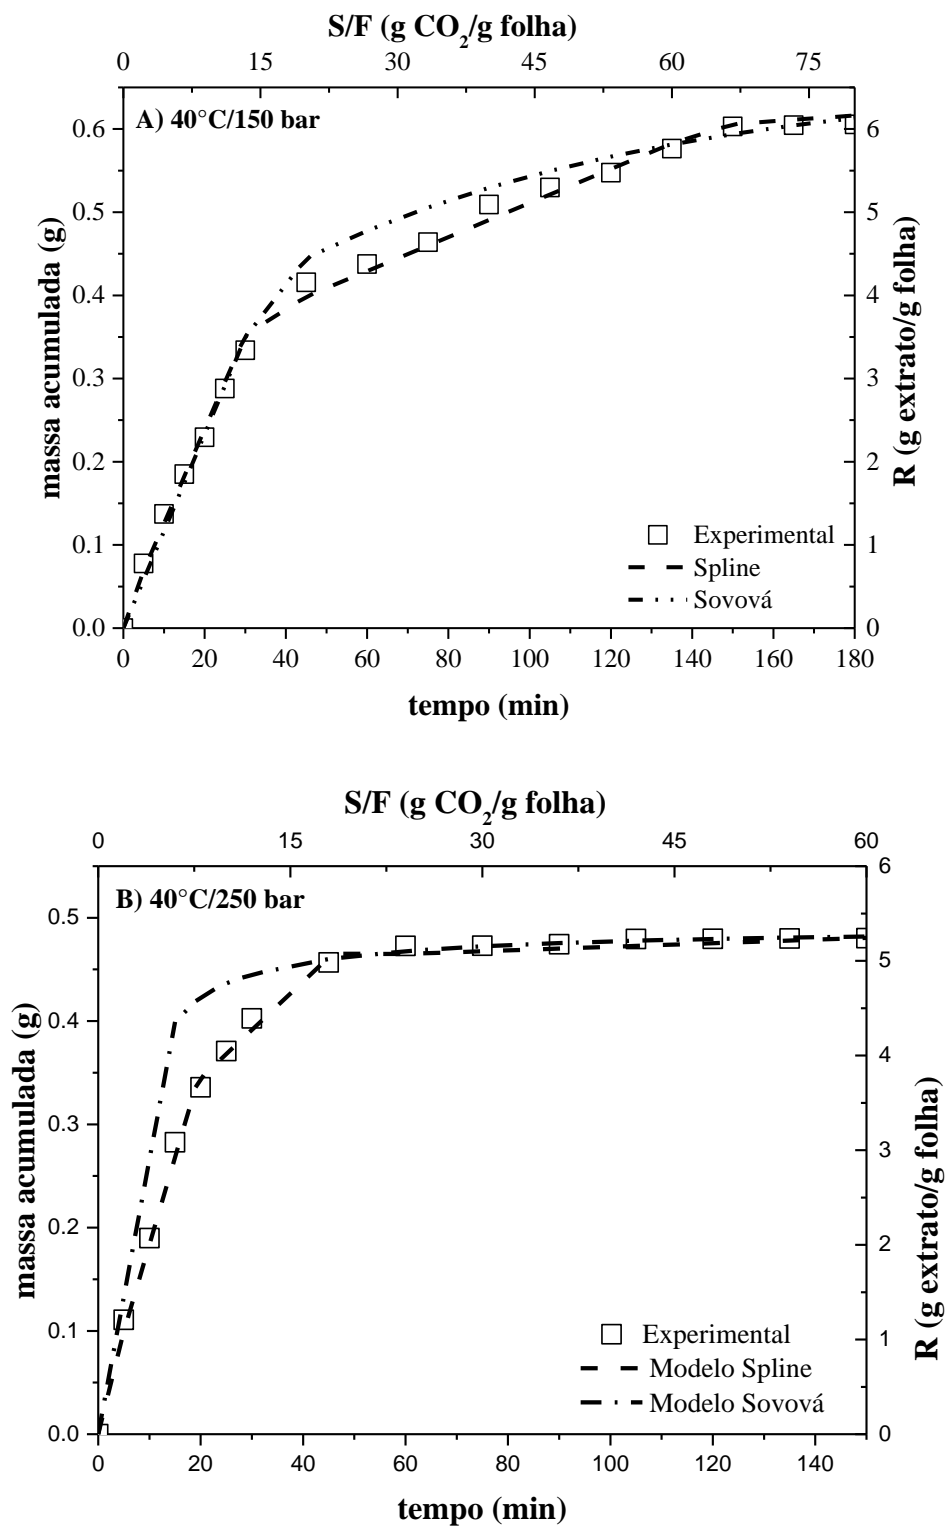 S/F (g CO2/g folha)
0 15 30 45 60 75
A) 40°C/150 bar
massa acumulada (g)
0.6
0.5
0.4
0.3
0.2
0.1
0.0
R (g extrato/g folha)
6
5
4
3
2
1
0
Experimental
Spline
Sovová
0 20 40 60 80 100 120 140 160 180
tempo (min)
S/F (g CO2/g folha)
0 15 30 45 60
B) 40°C/250 bar
massa acumulada (g)
0.5
0.4
0.3
0.2
0.1
0.0
R (g extrato/g folha)
6
5
4
3
2
1
0
Experimental
Modelo Spline
Modelo Sovová
0 20 40 60 80 100 120 140
tempo (min)